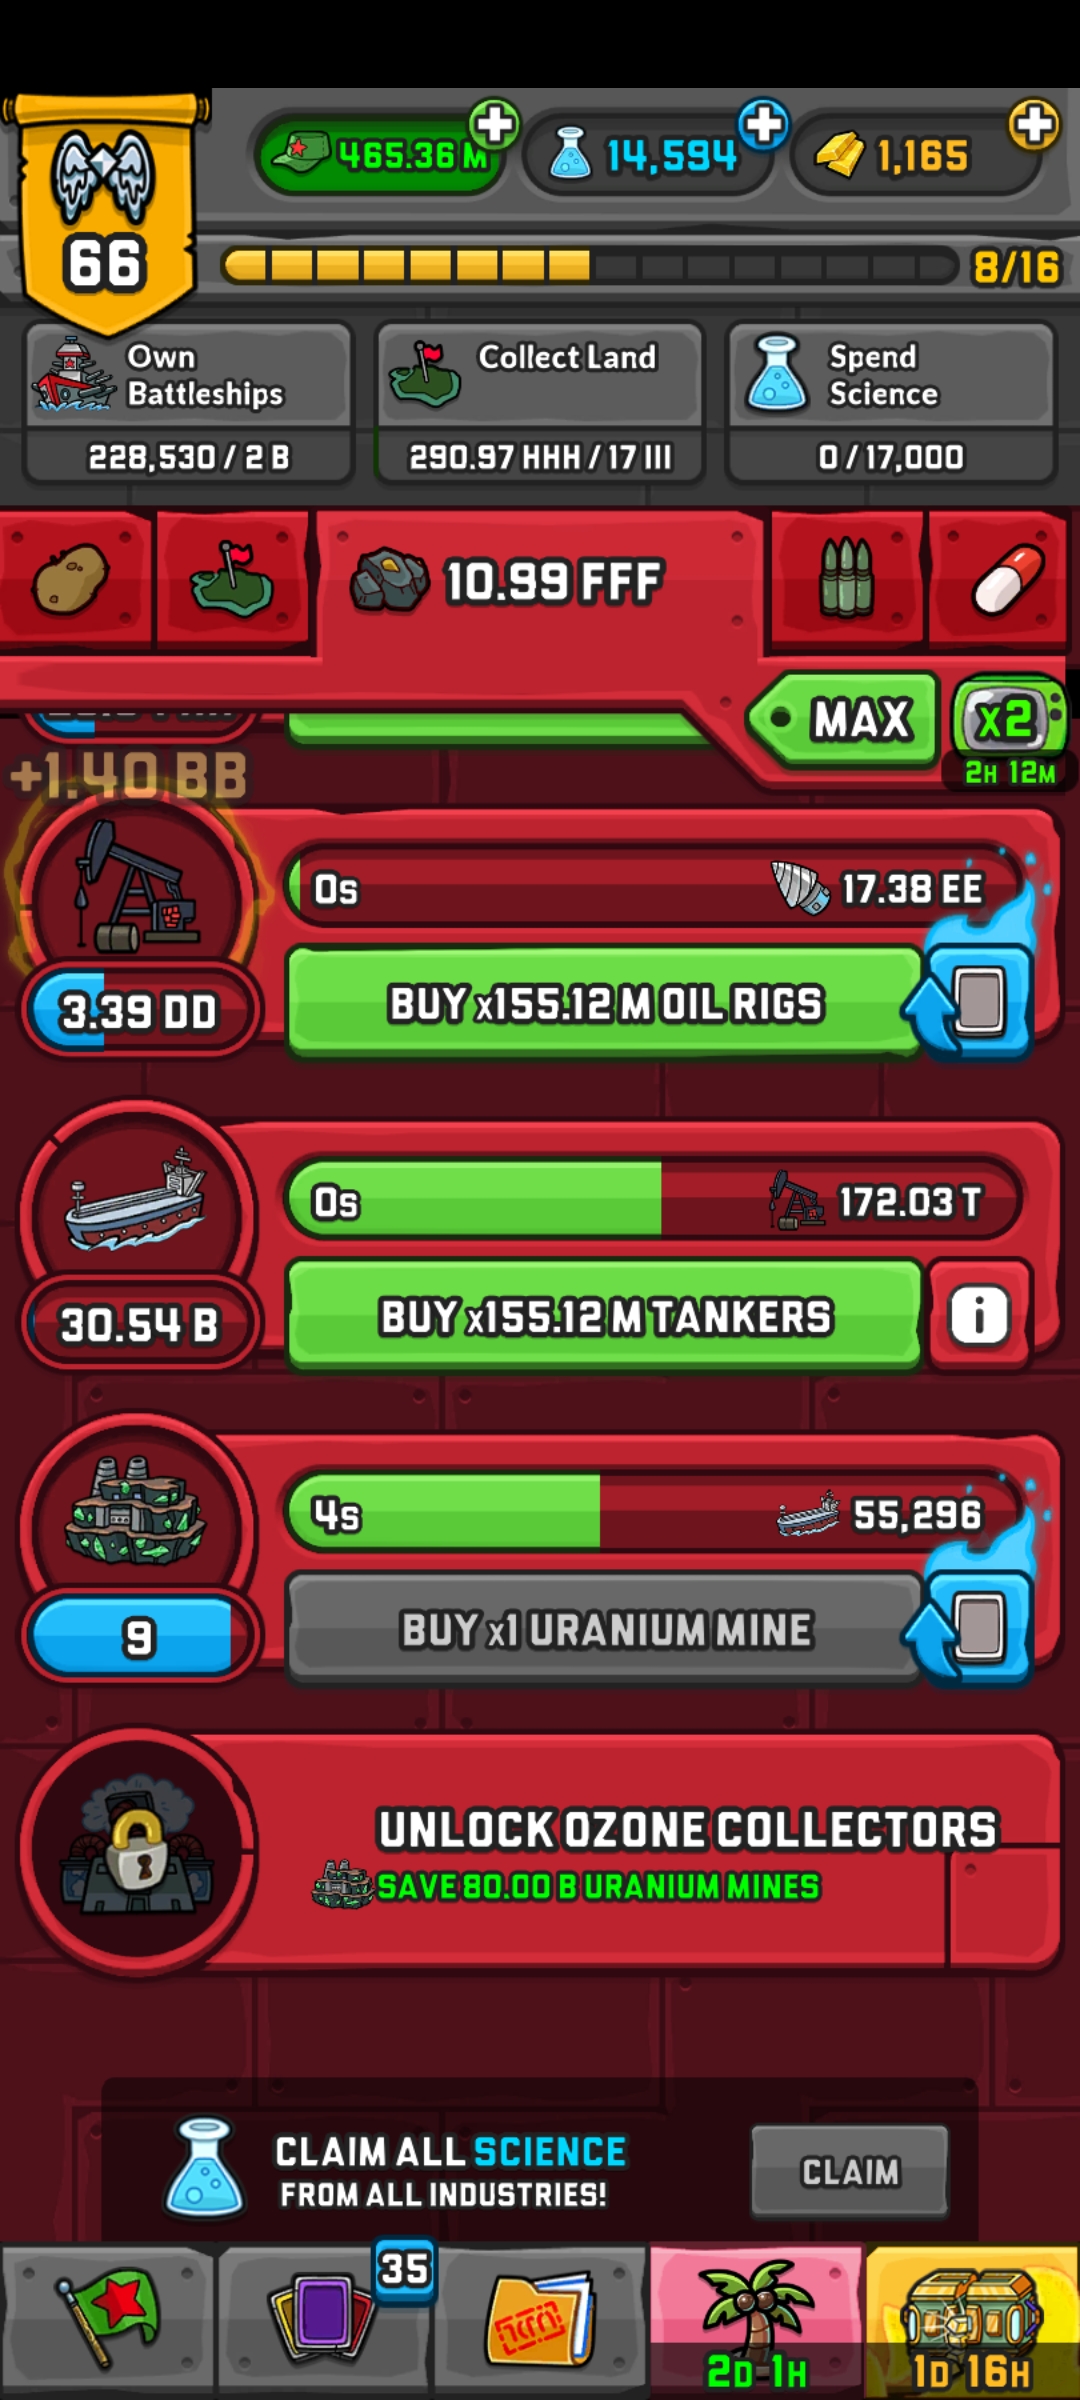 465.36 M
14,594
1,165
66
8/16
Own
Battleships
228,530 / 2 B
Collect Land
290.97 HHH / 17 III
Spend
Science
0 / 17,000
10.99 FFF
MAX
x2
2H 12M
+1.40 BB
0s
17.38 EE
3.39 DD
BUY x155.12 M OIL RIGS
0s
172.03 T
30.54 B
BUY x155.12 M TANKERS
i
4s
55,296
9
BUY x1 URANIUM MINE
UNLOCK OZONE COLLECTORS
SAVE 80.00 B URANIUM MINES
CLAIM ALL SCIENCE
FROM ALL INDUSTRIES!
CLAIM
35
2D 1H
1D 16H